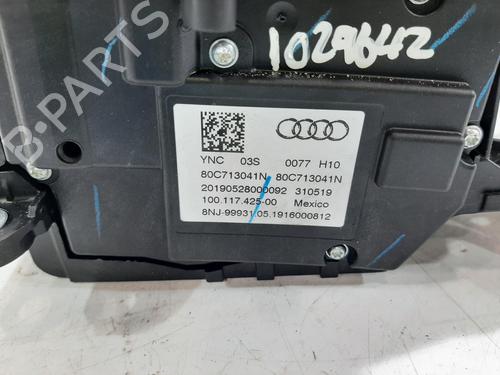 B-PARTS
1029642
YNC 03S 0077 H10
80C713041N 80C713041N
20190528000092 310519
100.117.425-00 Mexico
8NJ-99931.05.1916000812
B-PARTS